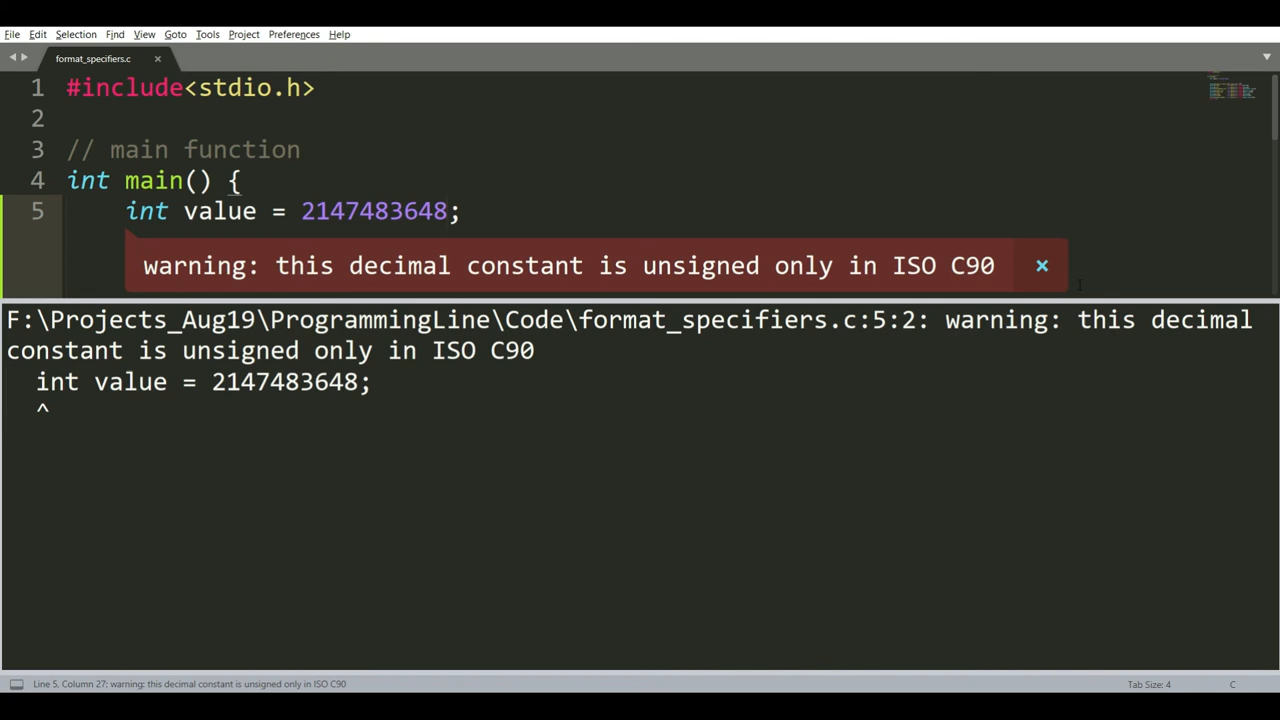 File Edit Selection Find View Goto Tools Project Preferences Help
format_specifiers.c ×
1 #include<stdio.h>
2
3 // main function
4 int main() {
5 int value = 2147483648;
warning: this decimal constant is unsigned only in ISO C90 ×
F:\Projects_Aug19\ProgrammingLine\Code\format_specifiers.c:5:2: warning: this decimal
constant is unsigned only in ISO C90
int value = 2147483648;
^
Line 5, Column 27; warning: this decimal constant is unsigned only in ISO C90 Tab Size: 4 C